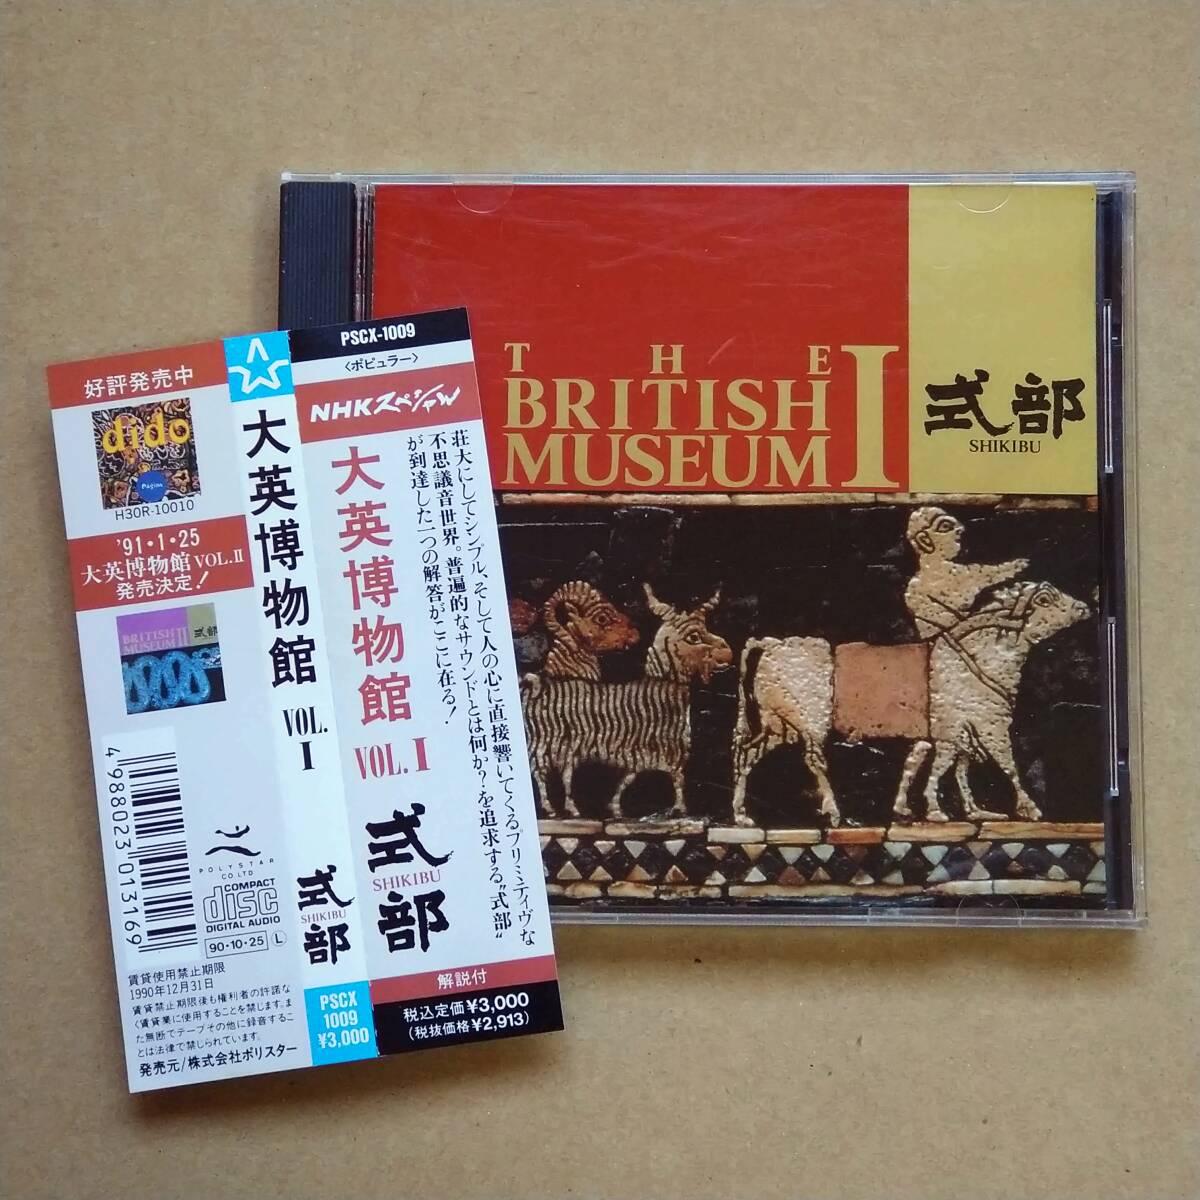 好評発売中
dido
Pagina
H30R-10010
'91・1・25
大英博物館 VOL.II
発売決定!
BRITISH
MUSEUM II
式部
4988023013169
POLYSTAR
CO.LTD
COMPACT
disc
DIGITAL AUDIO
90・10・25 L
賃貸使用禁止期限
1990年12月31日
賃貸禁止期限後も権利者の許諾な
く賃貸業に使用することを禁じます。ま
た無断でテープその他に録音するこ
とは法律で禁じられています。
発売元/株式会社ポリスター
大英博物館
VOL.
I
式
SHIKIBU
部
PSCX
1009
¥3,000
PSCX-1009
〈ポピュラー〉
NHKスペシャル
大英博物館
VOL. I
式
SHIKIBU
部
荘大にしてシンプル、そして人の心に直接響いてくるプリミティヴな
不思議音世界。普遍的なサウンドとは何か?を追求する“式部”
が到達した一つの解答がここに在る!
解説付
税込定価¥3,000
(税抜価格¥2,913)
THE
BRITISH
MUSEUM I
式部
SHIKIBU